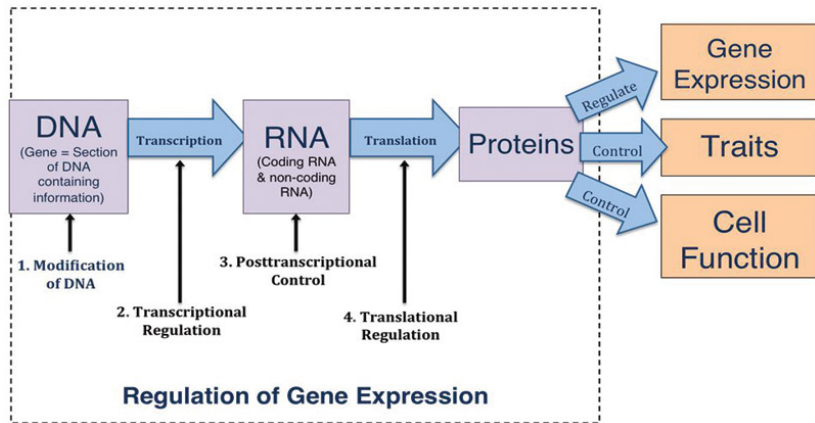 DNA
(Gene = Section
of DNA
containing
information)
Transcription
RNA
(Coding RNA
& non-coding
RNA)
Translation
Proteins
Regulate
Gene
Expression
Control
Traits
Control
Cell
Function
1. Modification
of DNA
2. Transcriptional
Regulation
3. Posttranscriptional
Control
4. Translational
Regulation
Regulation of Gene Expression